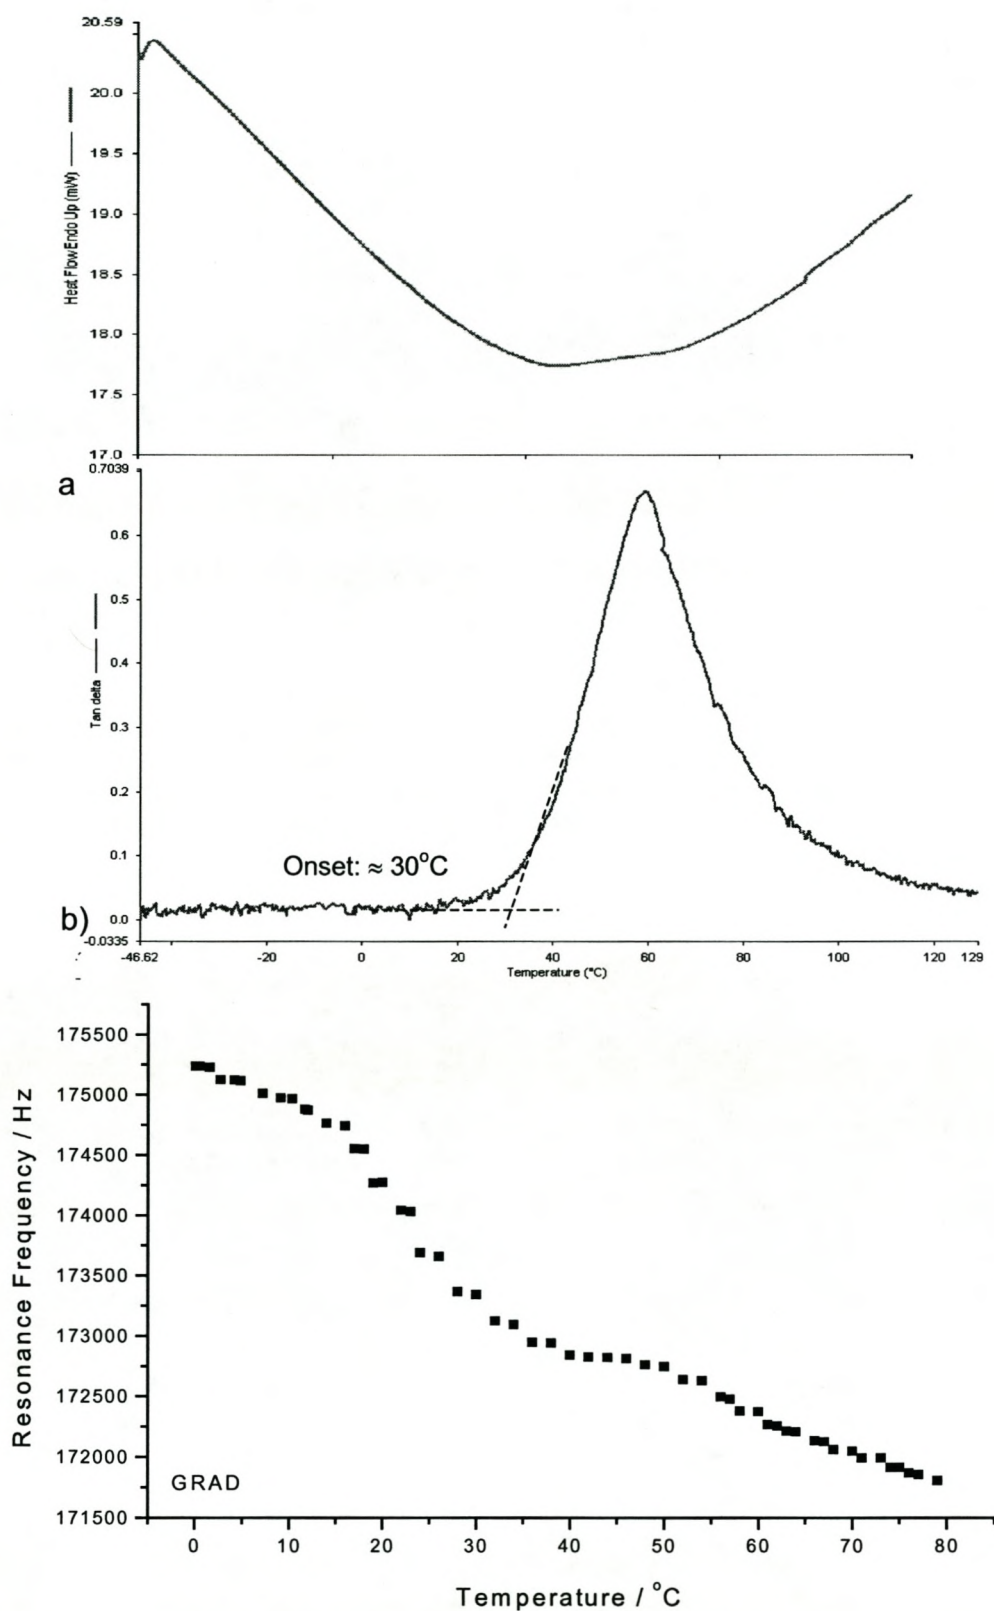 20.59
20.0
19.5
19.0
18.5
18.0
17.5
17.0
Heat Flow Endo Up (mW)
a
0.7039
0.6
0.5
0.4
0.3
0.2
0.1
0.0
-0.0335
Tan delta
Onset: ≈ 30°C
b)
-46.62 -20 0 20 40 60 80 100 120 129
Temperature (°C)
175500
175000
174500
174000
173500
173000
172500
172000
171500
Resonance Frequency / Hz
GRAD
0 10 20 30 40 50 60 70 80
Temperature / °C